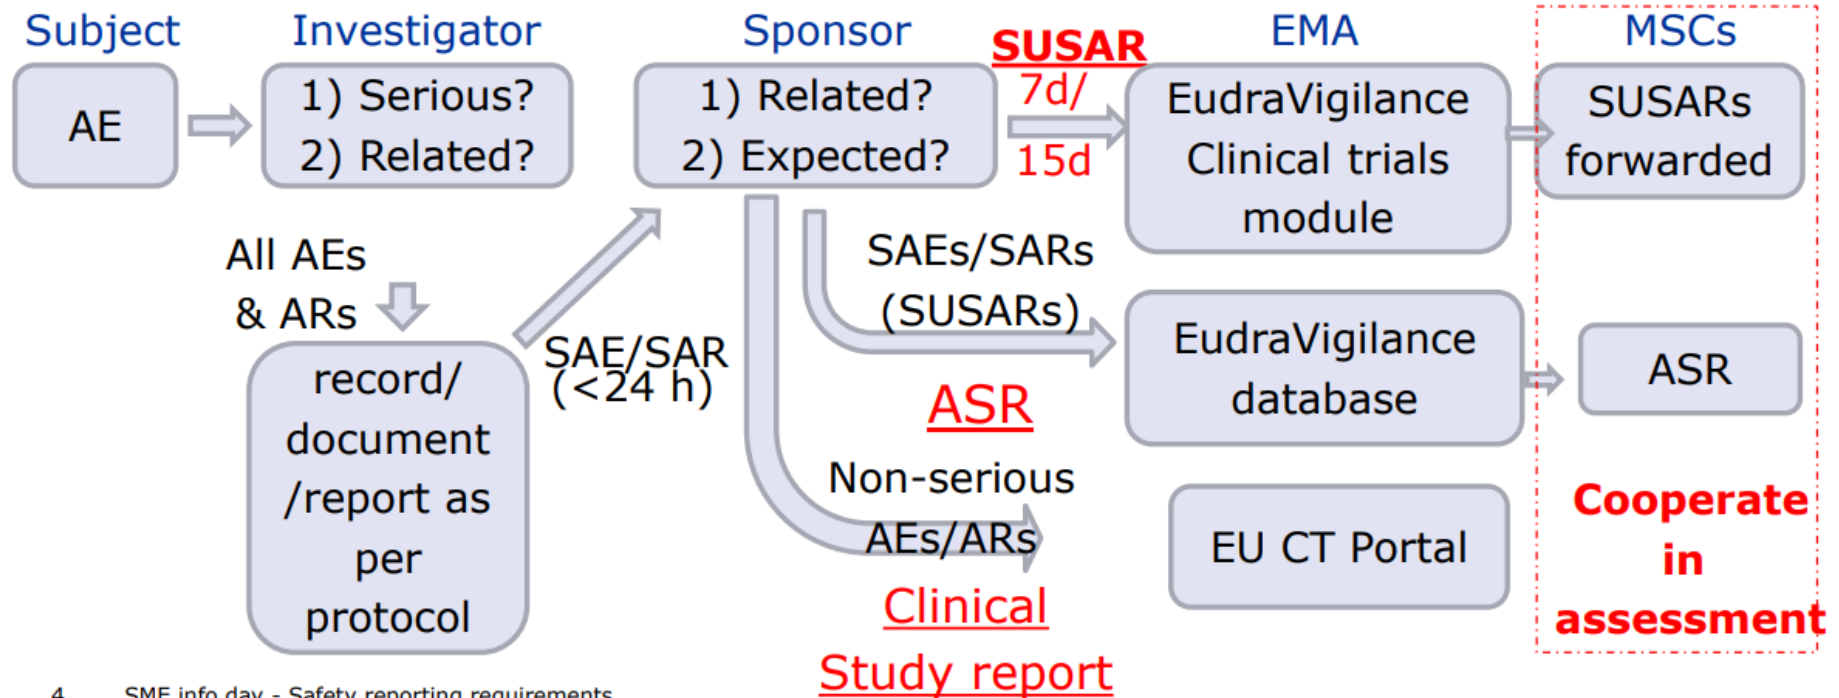 Subject
Investigator
Sponsor
SUSAR
EMA
MSCs
AE
1) Serious?
2) Related?
1) Related?
2) Expected?
7d/
15d
EudraVigilance
Clinical trials
module
SUSARs
forwarded
All AEs
& ARs
SAE/SAR
(<24 h)
record/
document
/report as
per
protocol
SAEs/SARs
(SUSARs)
ASR
EudraVigilance
database
ASR
Non-serious
AEs/ARs
Clinical
Study report
EU CT Portal
Cooperate
in
assessment
4 SME info day - Safety reporting requirements